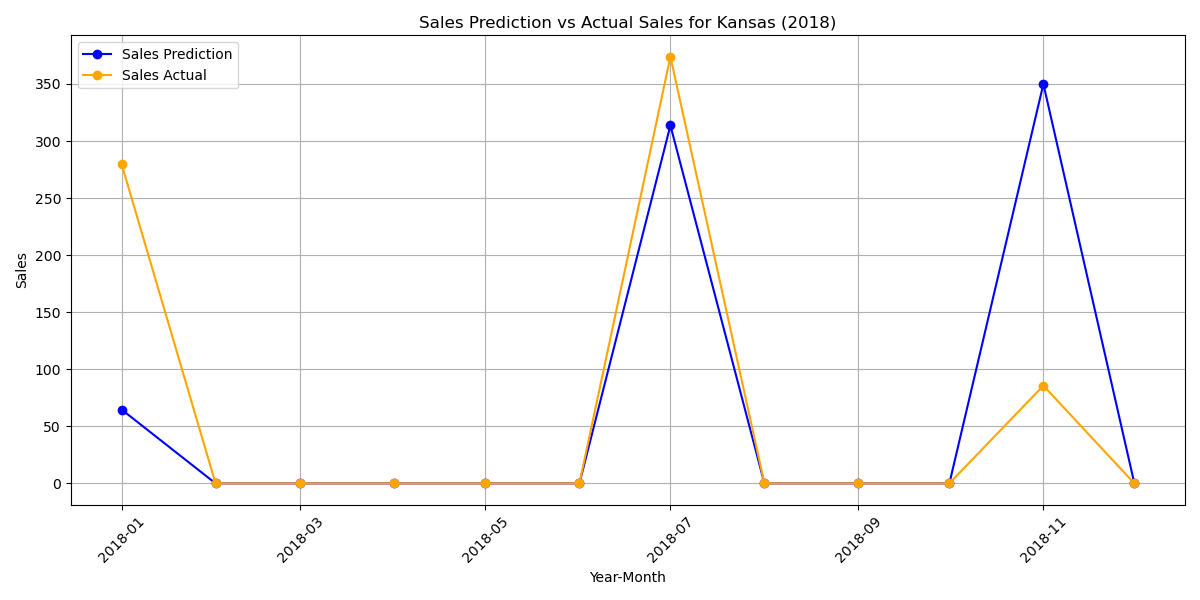 Sales Prediction vs Actual Sales for Kansas (2018)
Sales Prediction
Sales Actual
350
300
250
200
150
100
50
0
Sales
2018-01
2018-03
2018-05
2018-07
2018-09
2018-11
Year-Month